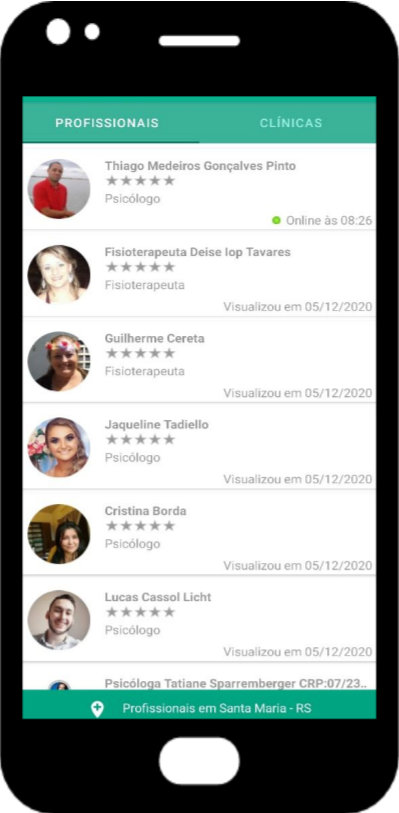 PROFISSIONAIS CLÍNICAS
Thiago Medeiros Gonçalves Pinto
★★★★★
Psicólogo
Online às 08:26
Fisioterapeuta Deise Iop Tavares
★★★★★
Fisioterapeuta
Visualizou em 05/12/2020
Guilherme Cereta
★★★★★
Fisioterapeuta
Visualizou em 05/12/2020
Jaqueline Tadiello
★★★★★
Psicólogo
Visualizou em 05/12/2020
Cristina Borda
★★★★★
Psicólogo
Visualizou em 05/12/2020
Lucas Cassol Licht
★★★★★
Psicólogo
Visualizou em 05/12/2020
Psicóloga Tatiane Sparremberger CRP:07/23..
Profissionais em Santa Maria - RS